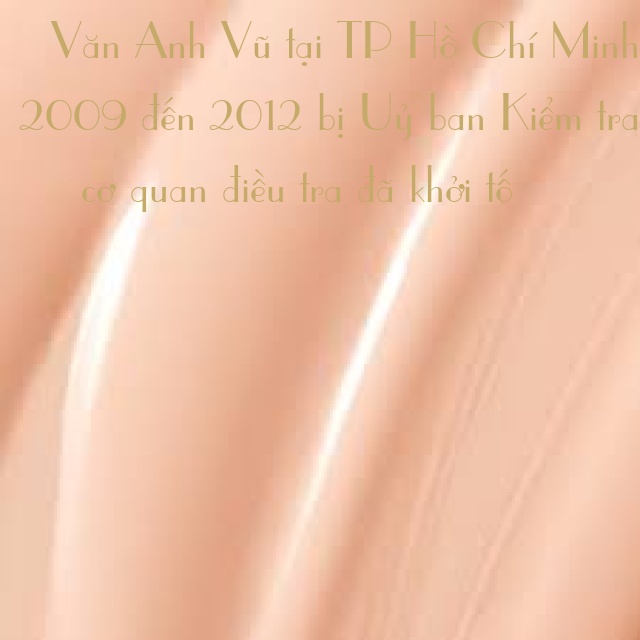 Văn Anh Vũ tại TP Hồ Chí Minh
2009 đến 2012 bị Uỷ ban Kiểm tra
cơ quan điều tra đã khởi tố